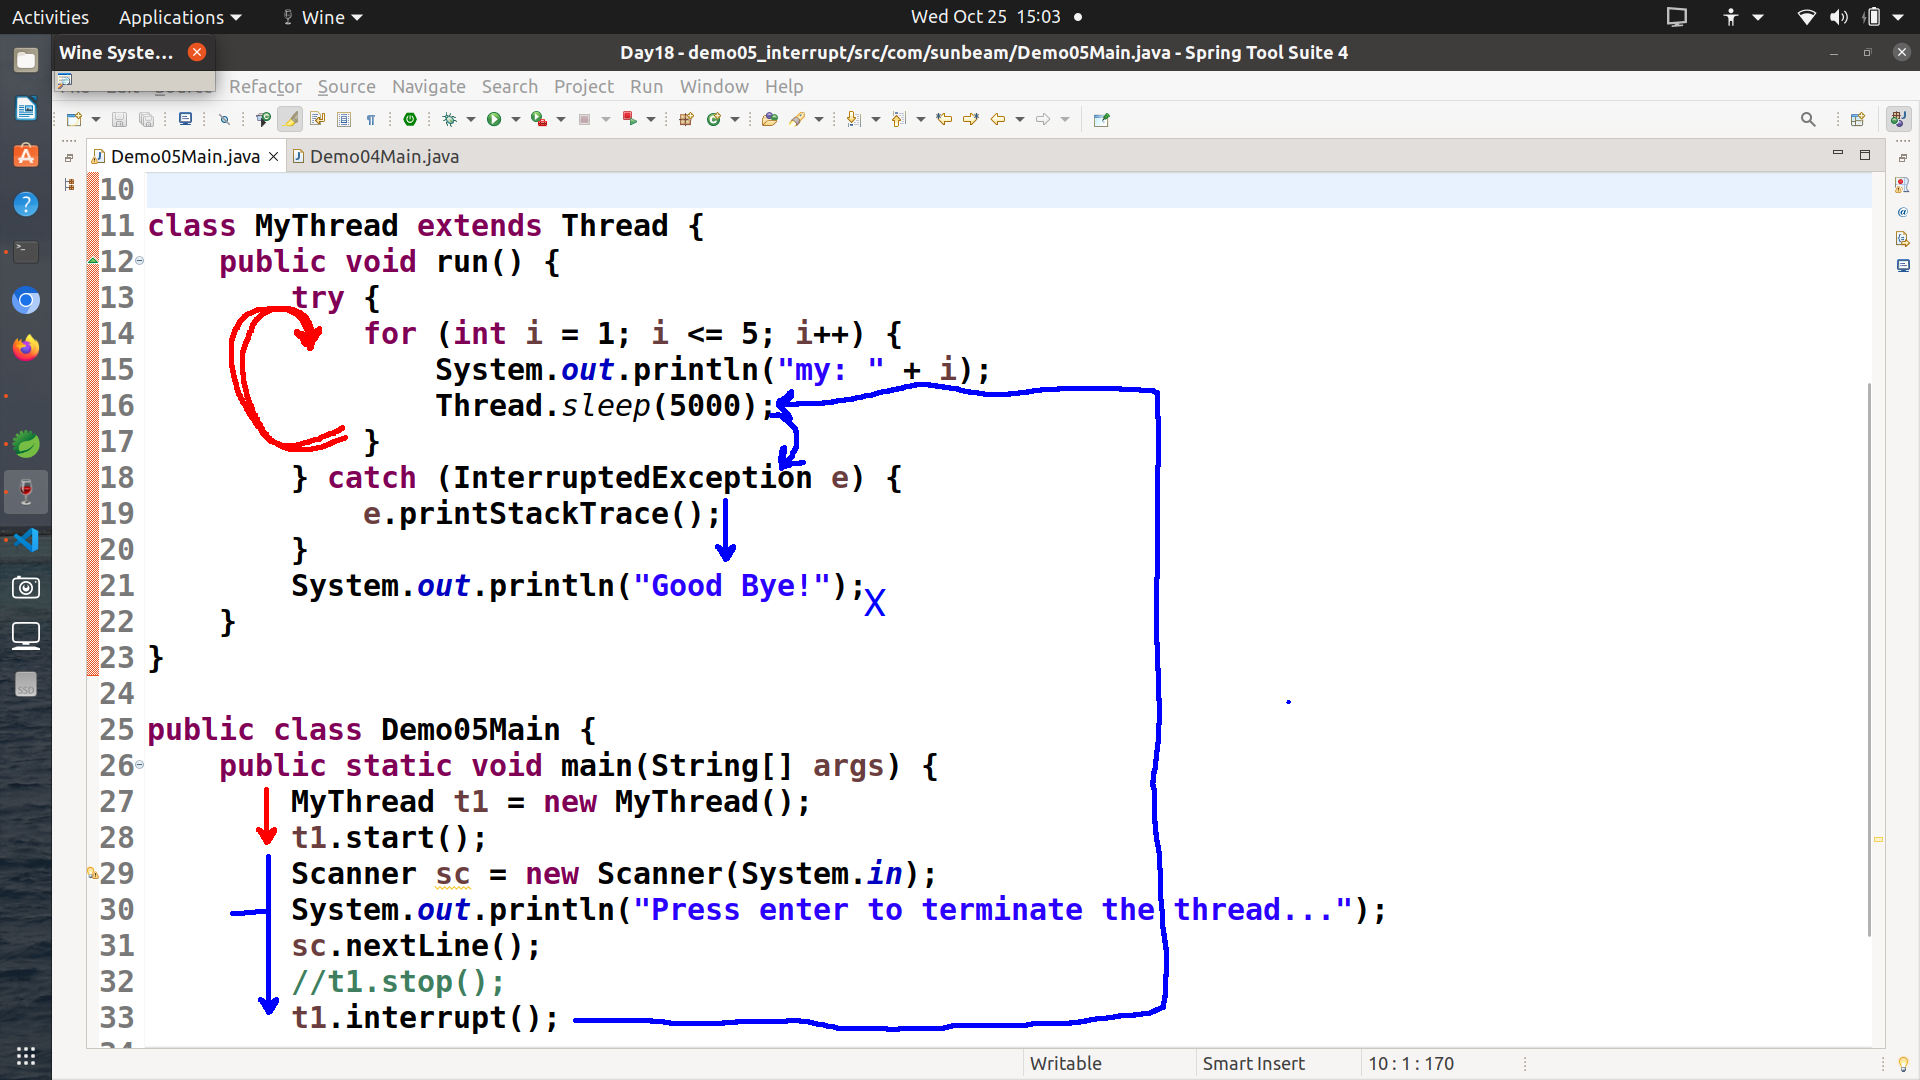 Activities Applications Wine Wed Oct 25 15:03
Wine Syste... Day18 - demo05_interrupt/src/com/sunbeam/Demo05Main.java - Spring Tool Suite 4
Refactor Source Navigate Search Project Run Window Help
Demo05Main.java Demo04Main.java
10
11 class MyThread extends Thread {
12 public void run() {
13 try {
14 for (int i = 1; i <= 5; i++) {
15 System.out.println("my: " + i);
16 Thread.sleep(5000);
17 }
18 } catch (InterruptedException e) {
19 e.printStackTrace();
20 }
21 System.out.println("Good Bye!");
X
22 }
23 }
24
25 public class Demo05Main {
26 public static void main(String[] args) {
27 MyThread t1 = new MyThread();
28 t1.start();
29 Scanner sc = new Scanner(System.in);
30 System.out.println("Press enter to terminate the thread...");
31 sc.nextLine();
32 //t1.stop();
33 t1.interrupt();
Writable Smart Insert 10 : 1 : 170